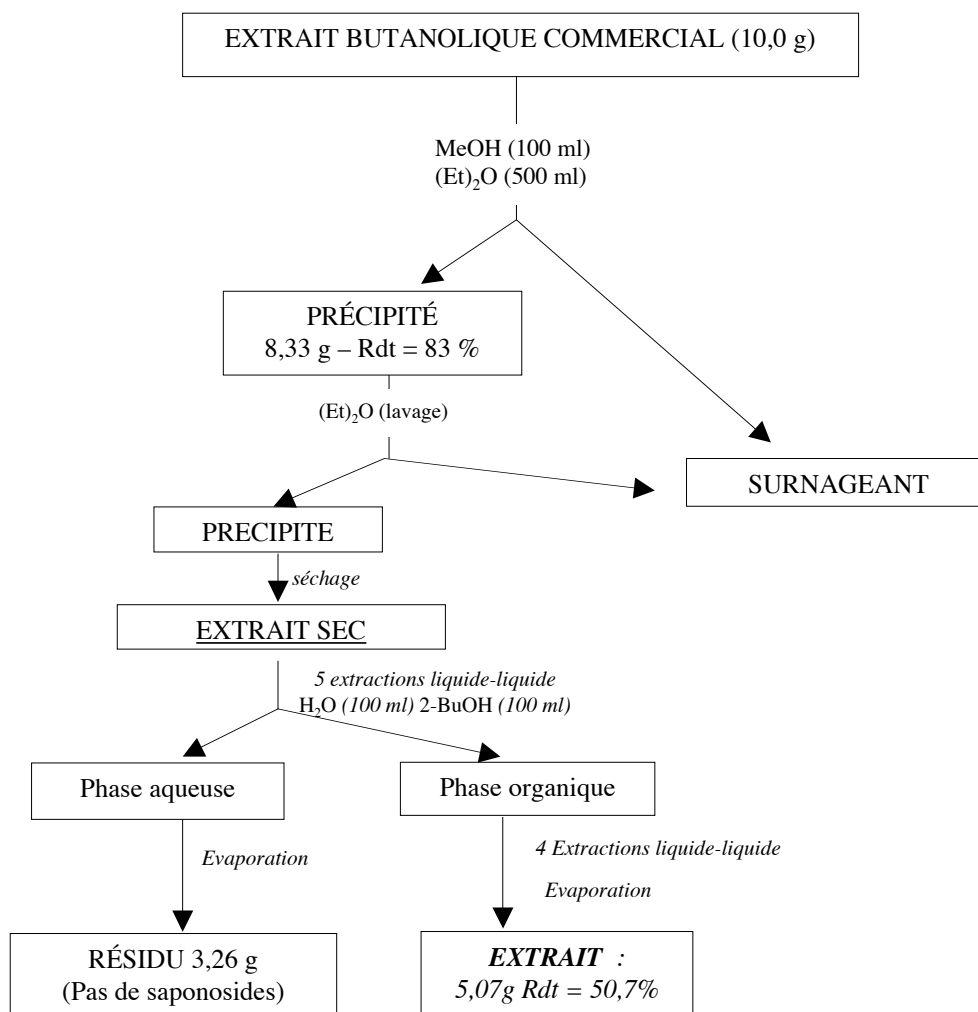 EXTRAIT BUTANOLIQUE COMMERCIAL (10,0 g)
MeOH (100 ml)
(Et)₂O (500 ml)
PRÉCIPITÉ
8,33 g – Rdt = 83 %
(Et)₂O (lavage)
SURNAGEANT
PRECIPITE
séchage
EXTRAIT SEC
5 extractions liquide-liquide
H₂O (100 ml) 2-BuOH (100 ml)
Phase aqueuse
Phase organique
Evaporation
4 Extractions liquide-liquide
Evaporation
RÉSIDU 3,26 g
(Pas de saponosides)
EXTRAIT :
5,07g Rdt = 50,7%